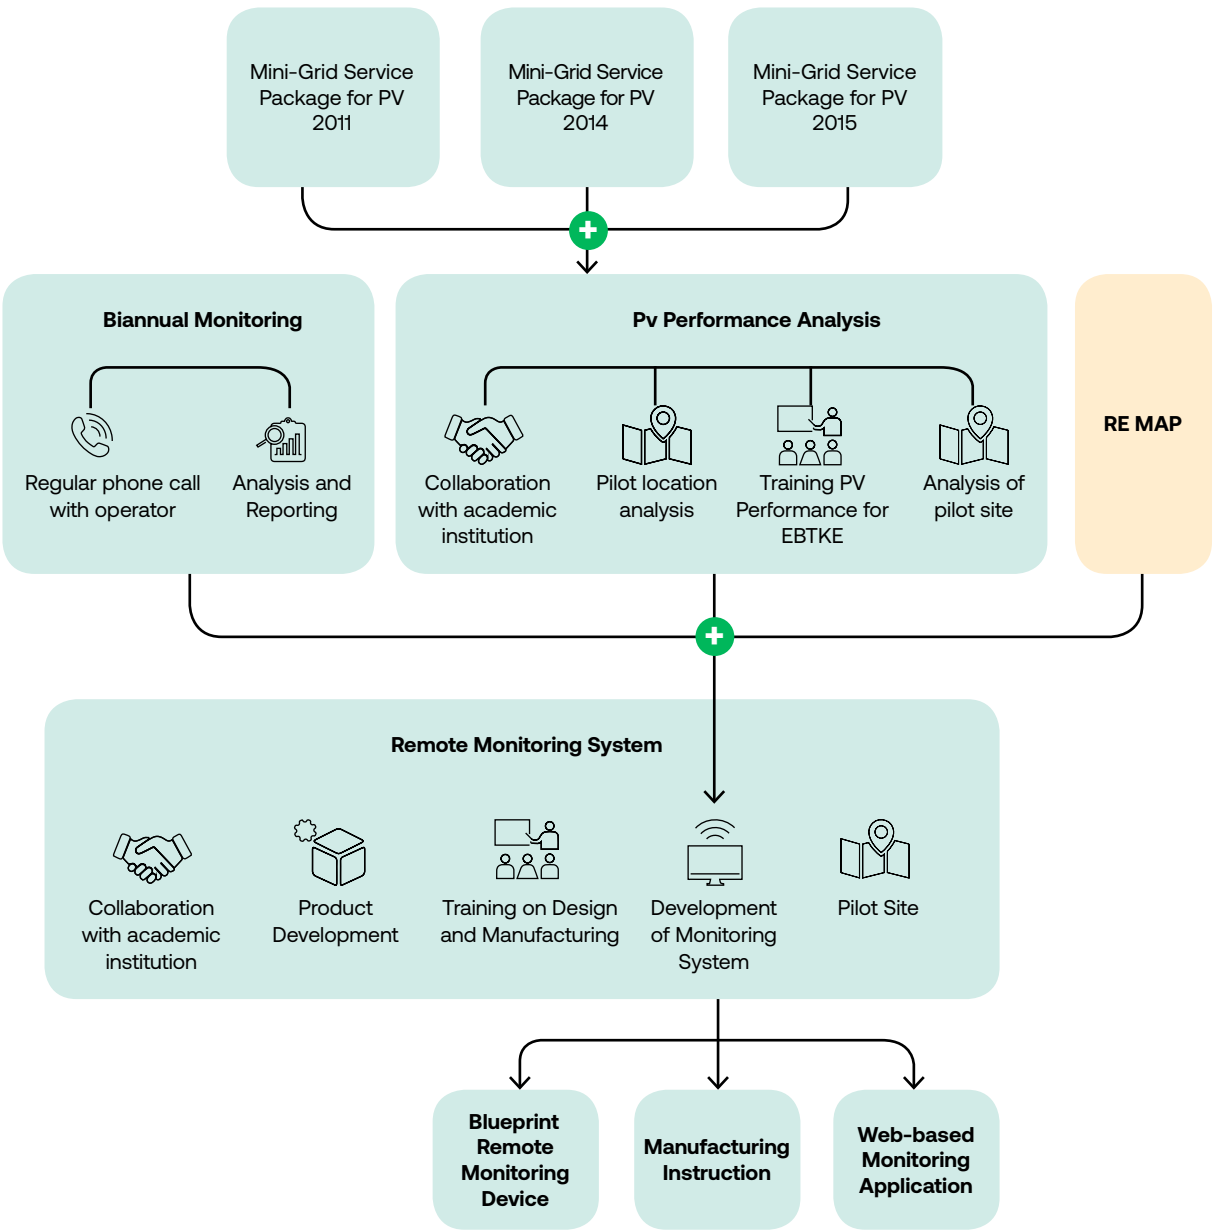 Mini-Grid Service
Package for PV
2011
Mini-Grid Service
Package for PV
2014
Mini-Grid Service
Package for PV
2015
Biannual Monitoring
Regular phone call
with operator
Analysis and
Reporting
Pv Performance Analysis
Collaboration
with academic
institution
Pilot location
analysis
Training PV
Performance for
EBTKE
Analysis of
pilot site
RE MAP
Remote Monitoring System
Collaboration
with academic
institution
Product
Development
Training on Design
and Manufacturing
Development
of Monitoring
System
Pilot Site
Blueprint
Remote
Monitoring
Device
Manufacturing
Instruction
Web-based
Monitoring
Application